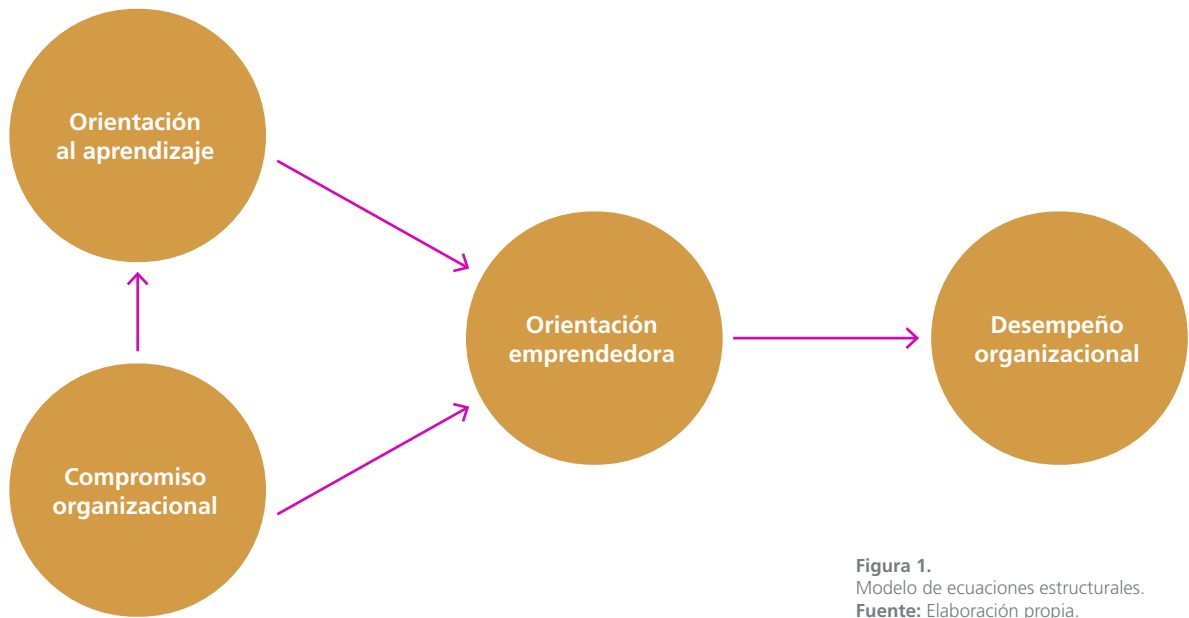 Orientación
al aprendizaje
Compromiso
organizacional
Orientación
emprendedora
Desempeño
organizacional
Figura 1.
Modelo de ecuaciones estructurales.
Fuente: Elaboración propia.